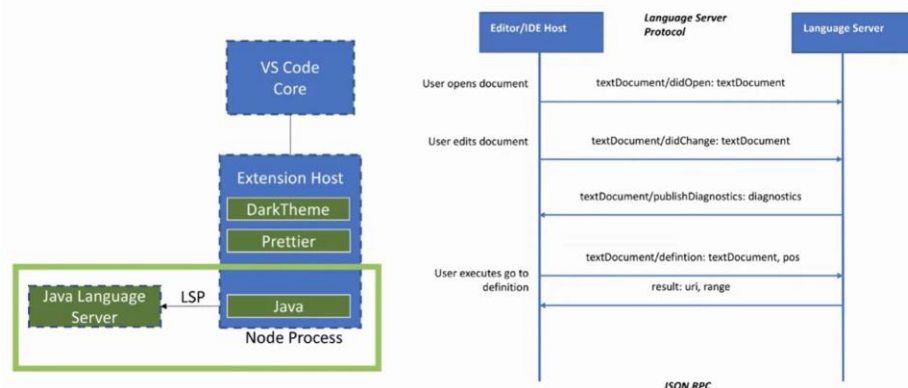 VS Code
Core
Extension Host
DarkTheme
Prettier
Java Language
Server
LSP
Java
Node Process
Editor/IDE Host
Language Server
Protocol
Language Server
User opens document
textDocument/didOpen: textDocument
User edits document
textDocument/didChange: textDocument
textDocument/publishDiagnostics: diagnostics
textDocument/defintion: textDocument, pos
User executes go to
definition
result: uri, range
JSON RPC